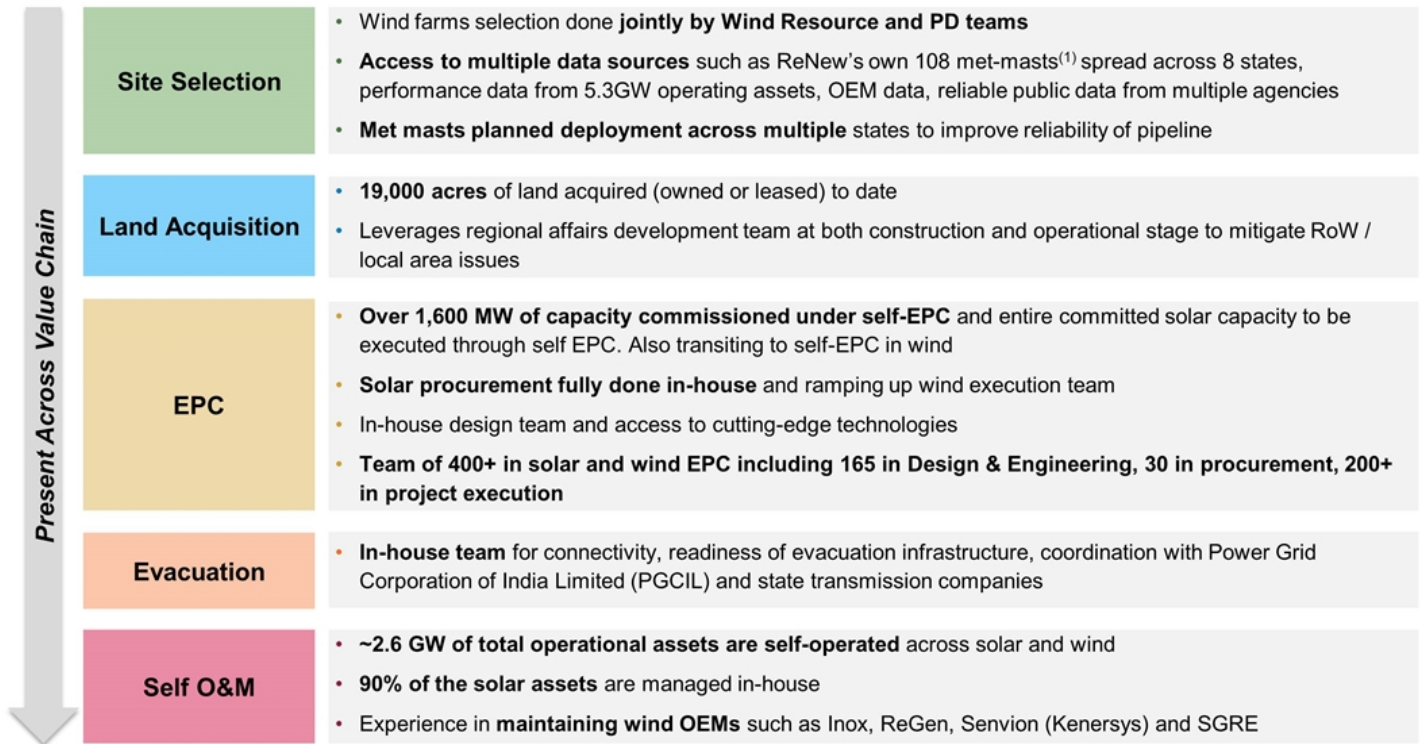 Present Across Value Chain
Site Selection
• Wind farms selection done jointly by Wind Resource and PD teams
• Access to multiple data sources such as ReNew's own 108 met-masts(1) spread across 8 states,
performance data from 5.3GW operating assets, OEM data, reliable public data from multiple agencies
• Met masts planned deployment across multiple states to improve reliability of pipeline
Land Acquisition
• 19,000 acres of land acquired (owned or leased) to date
• Leverages regional affairs development team at both construction and operational stage to mitigate RoW /
local area issues
EPC
• Over 1,600 MW of capacity commissioned under self-EPC and entire committed solar capacity to be
executed through self EPC. Also transiting to self-EPC in wind
• Solar procurement fully done in-house and ramping up wind execution team
• In-house design team and access to cutting-edge technologies
• Team of 400+ in solar and wind EPC including 165 in Design & Engineering, 30 in procurement, 200+
in project execution
Evacuation
• In-house team for connectivity, readiness of evacuation infrastructure, coordination with Power Grid
Corporation of India Limited (PGCIL) and state transmission companies
Self O&M
• ~2.6 GW of total operational assets are self-operated across solar and wind
• 90% of the solar assets are managed in-house
• Experience in maintaining wind OEMs such as Inox, ReGen, Senvion (Kenersys) and SGRE